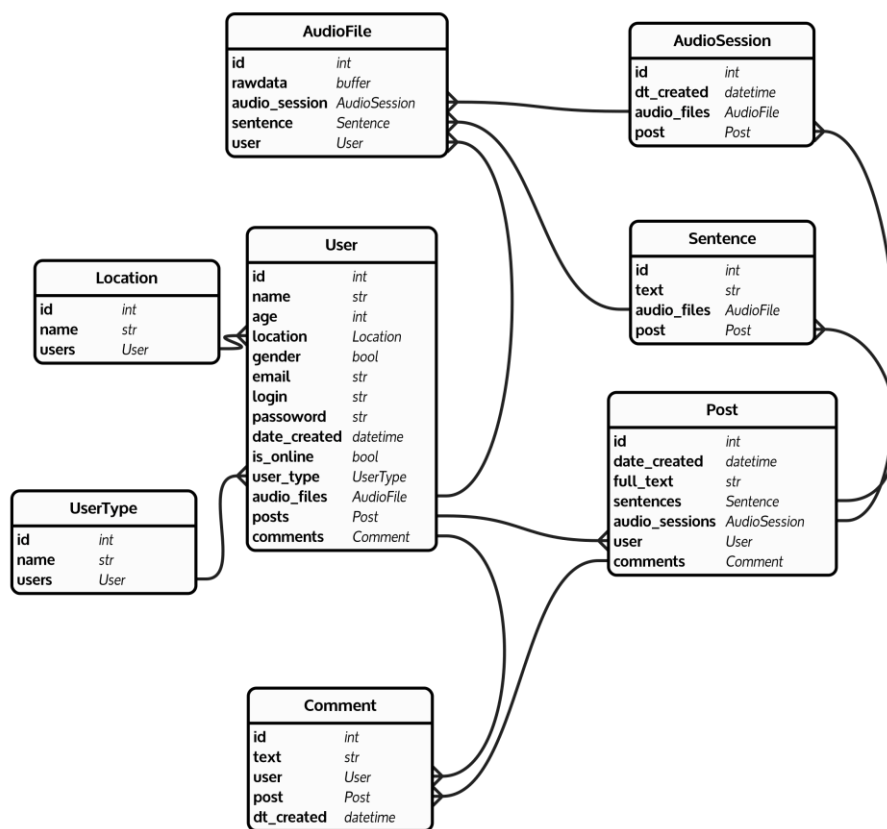 AudioFile
id int
rawdata buffer
audio_session AudioSession
sentence Sentence
user User
AudioSession
id int
dt_created datetime
audio_files AudioFile
post Post
User
id int
name str
age int
location Location
gender bool
email str
login str
passoword str
date_created datetime
is_online bool
user_type UserType
audio_files AudioFile
posts Post
comments Comment
Sentence
id int
text str
audio_files AudioFile
post Post
Location
id int
name str
users User
Post
id int
date_created datetime
full_text str
sentences Sentence
audio_sessions AudioSession
user User
comments Comment
UserType
id int
name str
users User
Comment
id int
text str
user User
post Post
dt_created datetime